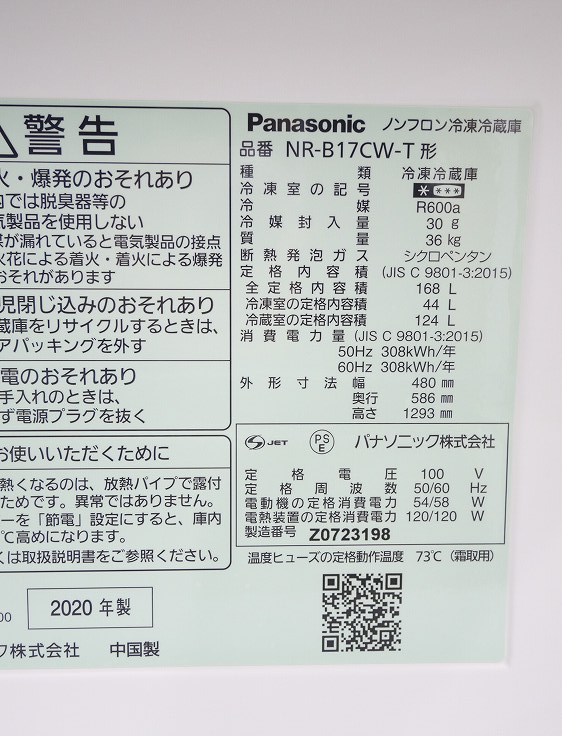 警告
火・爆発のおそれあり
内では脱臭器等の
気製品を使用しない
媒が漏れていると電気製品の接点
火花による着火・着火による爆発
おそれがあります
児閉じ込みのおそれあり
蔵庫をリサイクルするときは、
アパッキングを外す
電のおそれあり
手入れのときは、
ず電源プラグを抜く
お使いいただくために
熱くなるのは、放熱パイプで露付
ためです。異常ではありません。
ーを「節電」設定にすると、庫内
℃高めになります。
くは取扱説明書をご参照ください。
00
2020 年製
ク株式会社 中国製
Panasonic ノンフロン冷凍冷蔵庫
品番 NR-B17CW-T 形
種類 冷凍冷蔵庫
冷凍室の記号 ****
冷媒 R600a
冷媒封入量 30 g
質量 36 kg
断熱発泡ガス シクロペンタン
定格内容積 (JIS C 9801-3:2015)
全定格内容積 168 L
冷凍室の定格内容積 44 L
冷蔵室の定格内容積 124 L
消費電力量 (JIS C 9801-3:2015)
50Hz 308kWh/年
60Hz 308kWh/年
外形寸法 幅 480 mm
奥行 586 mm
高さ 1293 mm
JET PSE パナソニック株式会社
定格電圧 100 V
定格周波数 50/60 Hz
電動機の定格消費電力 54/58 W
電熱装置の定格消費電力 120/120 W
製造番号 Z0723198
温度ヒューズの定格動作温度 73℃ (霜取用)